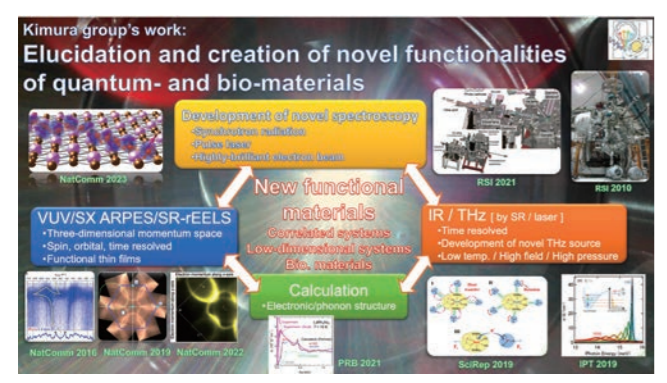 Kimura group's work:
Elucidation and creation of novel functionalities
of quantum- and bio-materials
NatComm 2023
Development of novel spectroscopy
•Synchrotron radiation
•Pulse laser
•Highly brilliant electron beam
RSI 2021
RSI 2010
New functional
materials
Correlated systems
Low-dimensional systems
Bio. materials
VUV/SX ARPES/SR-rEELS
•Three-dimensional momentum space
•Spin, orbital, time resolved
•Functional thin films
IR / THz [ by SR / laser ]
•Time resolved
•Development of novel THz source
•Low temp. / High field / High pressure
Calculation
•Electronic/phonon structure
NatComm 2016
NatComm 2019
NatComm 2022
PRB 2021
SciRep 2019
IPT 2019